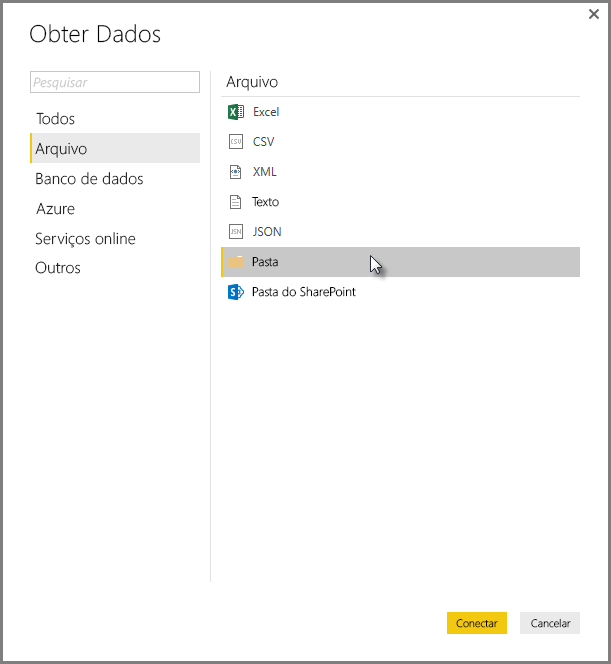 Obter Dados
Pesquisar
Todos
Arquivo
Banco de dados
Azure
Serviços online
Outros
Arquivo
Excel
CSV
XML
Texto
JSON
Pasta
Pasta do SharePoint
Conectar
Cancelar